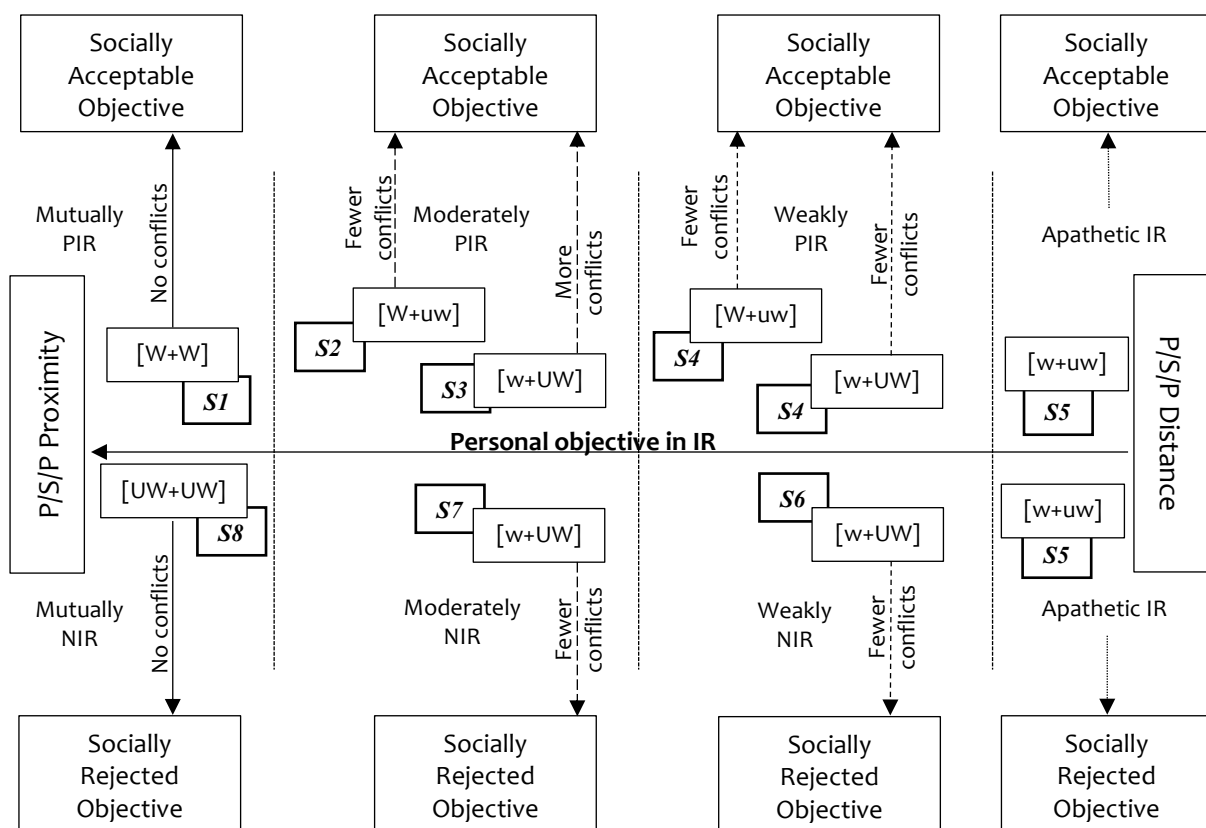 Socially
Acceptable
Objective
Socially
Acceptable
Objective
Socially
Acceptable
Objective
Socially
Acceptable
Objective
Mutually
PIR
No conflicts
Fewer
conflicts
Moderately
PIR
More
conflicts
Fewer
conflicts
Weakly
PIR
Fewer
conflicts
Apathetic IR
P/S/P Proximity
[W+W]
S1
[W+uw]
S2
[w+UW]
S3
[W+uw]
S4
[w+UW]
S4
[w+uw]
S5
P/S/P Distance
Personal objective in IR
[UW+UW]
S8
S7
[w+UW]
S6
[w+UW]
[w+uw]
S5
Mutually
NIR
No conflicts
Moderately
NIR
Fewer
conflicts
Weakly
NIR
Fewer
conflicts
Apathetic IR
Socially
Rejected
Objective
Socially
Rejected
Objective
Socially
Rejected
Objective
Socially
Rejected
Objective